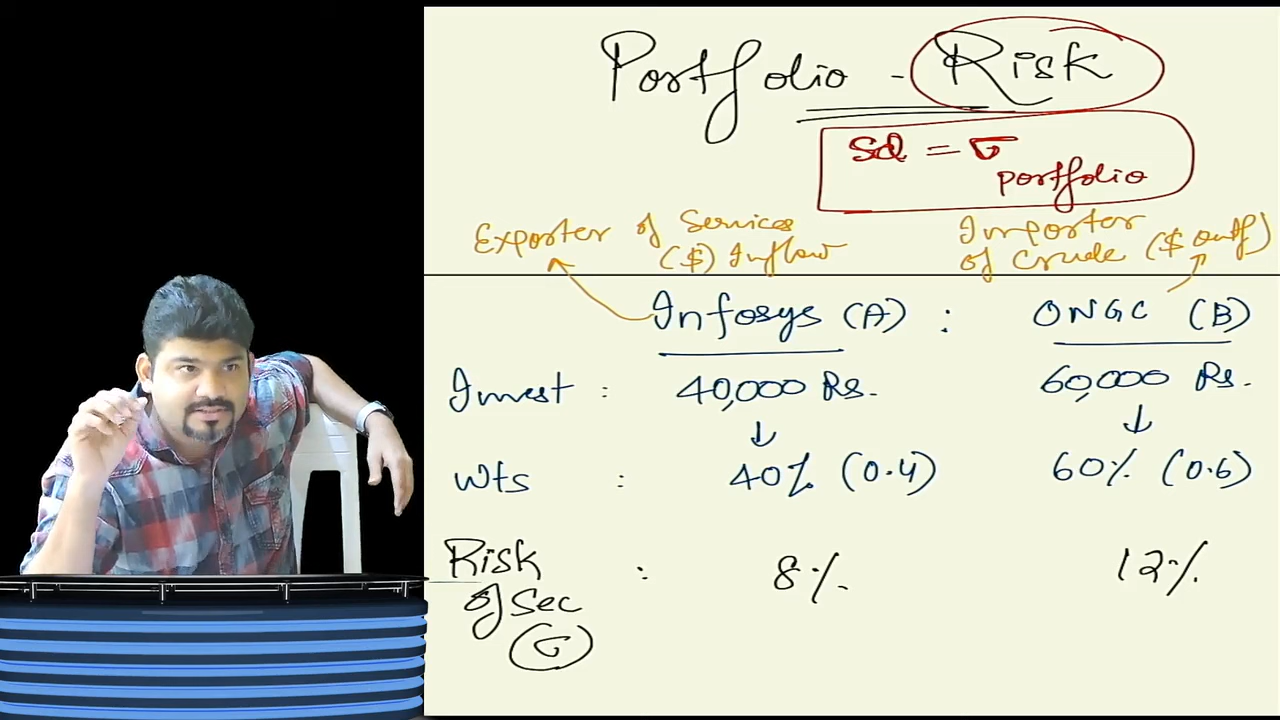 Portfolio - Risk
Sd = σ portfolio
Exporter of Services ($) Inflow
Importer of Crude ($ outf)
Infosys (A) : ONGC (B)
Invest : 40,000 Rs. 60,000 Rs.
↓ ↓
Wts : 40% (0.4) 60% (0.6)
Risk of Sec (σ) : 8% 12%